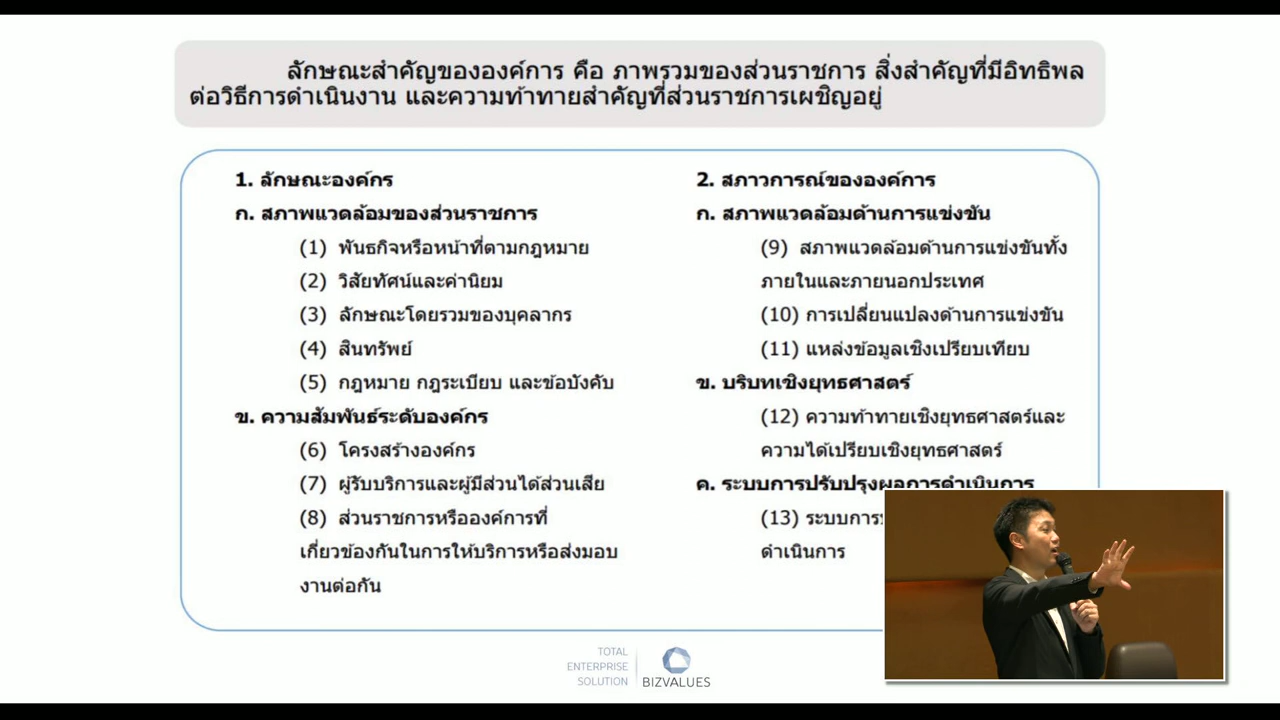 ลักษณะสำคัญขององค์การ คือ ภาพรวมของส่วนราชการ สิ่งสำคัญที่มีอิทธิพล
ต่อวิธีการดำเนินงาน และความท้าทายสำคัญที่ส่วนราชการเผชิญอยู่
1. ลักษณะองค์กร
ก. สภาพแวดล้อมของส่วนราชการ
(1) พันธกิจหรือหน้าที่ตามกฎหมาย
(2) วิสัยทัศน์และค่านิยม
(3) ลักษณะโดยรวมของบุคลากร
(4) สินทรัพย์
(5) กฎหมาย กฎระเบียบ และข้อบังคับ
ข. ความสัมพันธ์ระดับองค์กร
(6) โครงสร้างองค์กร
(7) ผู้รับบริการและผู้มีส่วนได้ส่วนเสีย
(8) ส่วนราชการหรือองค์การที่
เกี่ยวข้องกันในการให้บริการหรือส่งมอบ
งานต่อกัน
2. สภาวการณ์ขององค์การ
ก. สภาพแวดล้อมด้านการแข่งขัน
(9) สภาพแวดล้อมด้านการแข่งขันทั้ง
ภายในและภายนอกประเทศ
(10) การเปลี่ยนแปลงด้านการแข่งขัน
(11) แหล่งข้อมูลเชิงเปรียบเทียบ
ข. บริบทเชิงยุทธศาสตร์
(12) ความท้าทายเชิงยุทธศาสตร์และ
ความได้เปรียบเชิงยุทธศาสตร์
ค. ระบบการปรับปรุงผลการดำเนินการ
(13) ระบบการ
ดำเนินการ
TOTAL
ENTERPRISE
SOLUTION
BIZVALUES